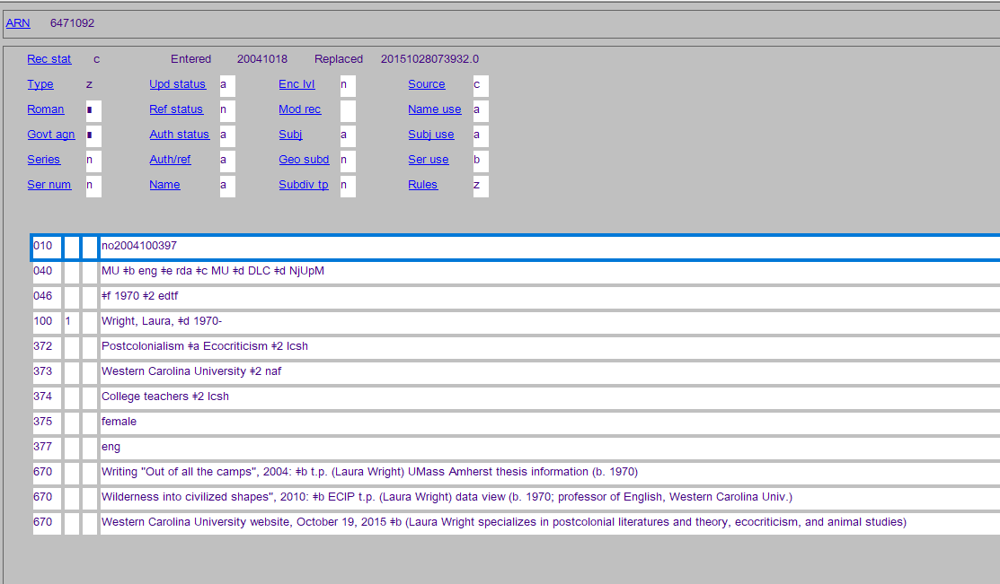 ARN 6471092
Rec stat c Entered 20041018 Replaced 20151028073932.0
Type z Upd status a Enc lvl n Source c
Roman ∎ Ref status n Mod rec Name use a
Govt agn ∎ Auth status a Subj a Subj use a
Series n Auth/ref a Geo subd n Ser use b
Ser num n Name a Subdiv tp n Rules z
010 no2004100397
040 MU ǂb eng ǂe rda ǂc MU ǂd DLC ǂd NjUpM
046 ǂf 1970 ǂ2 edtf
100 1 Wright, Laura, ǂd 1970-
372 Postcolonialism ǂa Ecocriticism ǂ2 lcsh
373 Western Carolina University ǂ2 naf
374 College teachers ǂ2 lcsh
375 female
377 eng
670 Writing "Out of all the camps", 2004: ǂb t.p. (Laura Wright) UMass Amherst thesis information (b. 1970)
670 Wilderness into civilized shapes", 2010: ǂb ECIP t.p. (Laura Wright) data view (b. 1970; professor of English, Western Carolina Univ.)
670 Western Carolina University website, October 19, 2015 ǂb (Laura Wright specializes in postcolonial literatures and theory, ecocriticism, and animal studies)